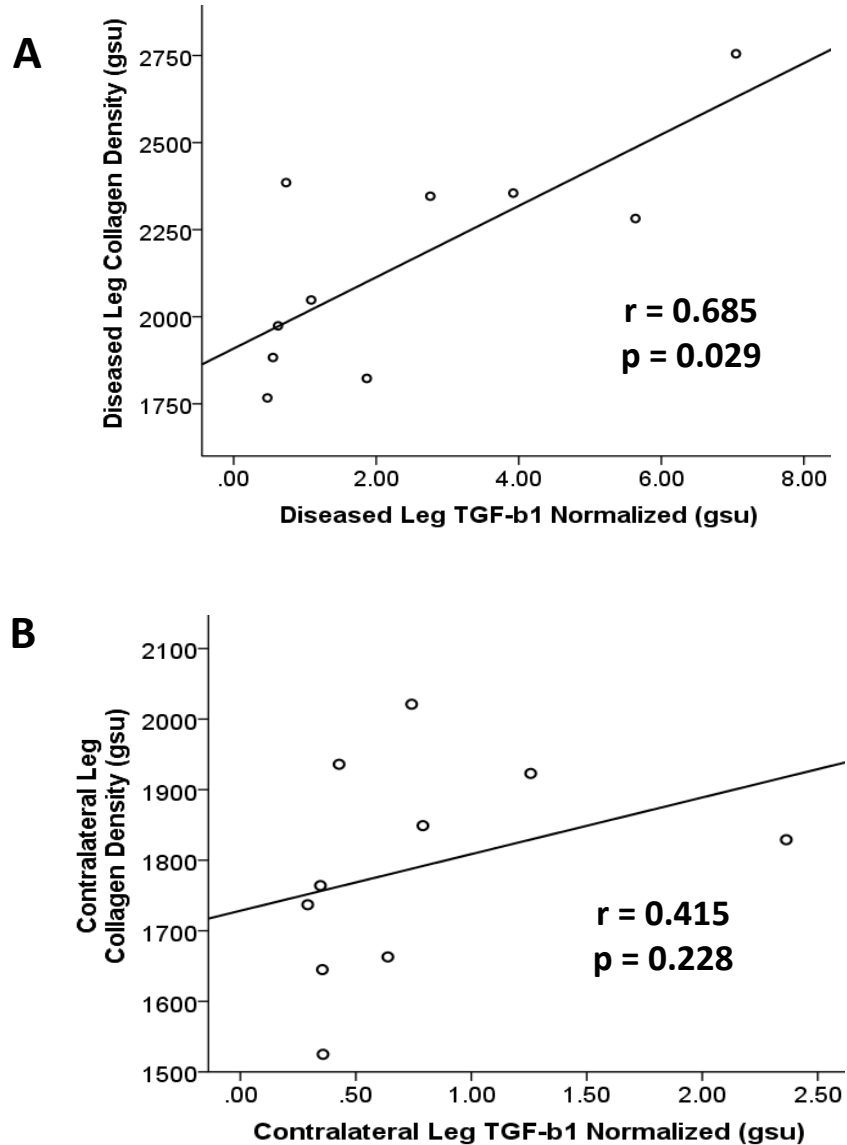 A
Diseased Leg Collagen Density (gsu)
2750
2500
2250
2000
1750
r = 0.685
p = 0.029
.00 2.00 4.00 6.00 8.00
Diseased Leg TGF-b1 Normalized (gsu)
B
Contralateral Leg
Collagen Density (gsu)
2100
2000
1900
1800
1700
1600
1500
r = 0.415
p = 0.228
.00 .50 1.00 1.50 2.00 2.50
Contralateral Leg TGF-b1 Normalized (gsu)